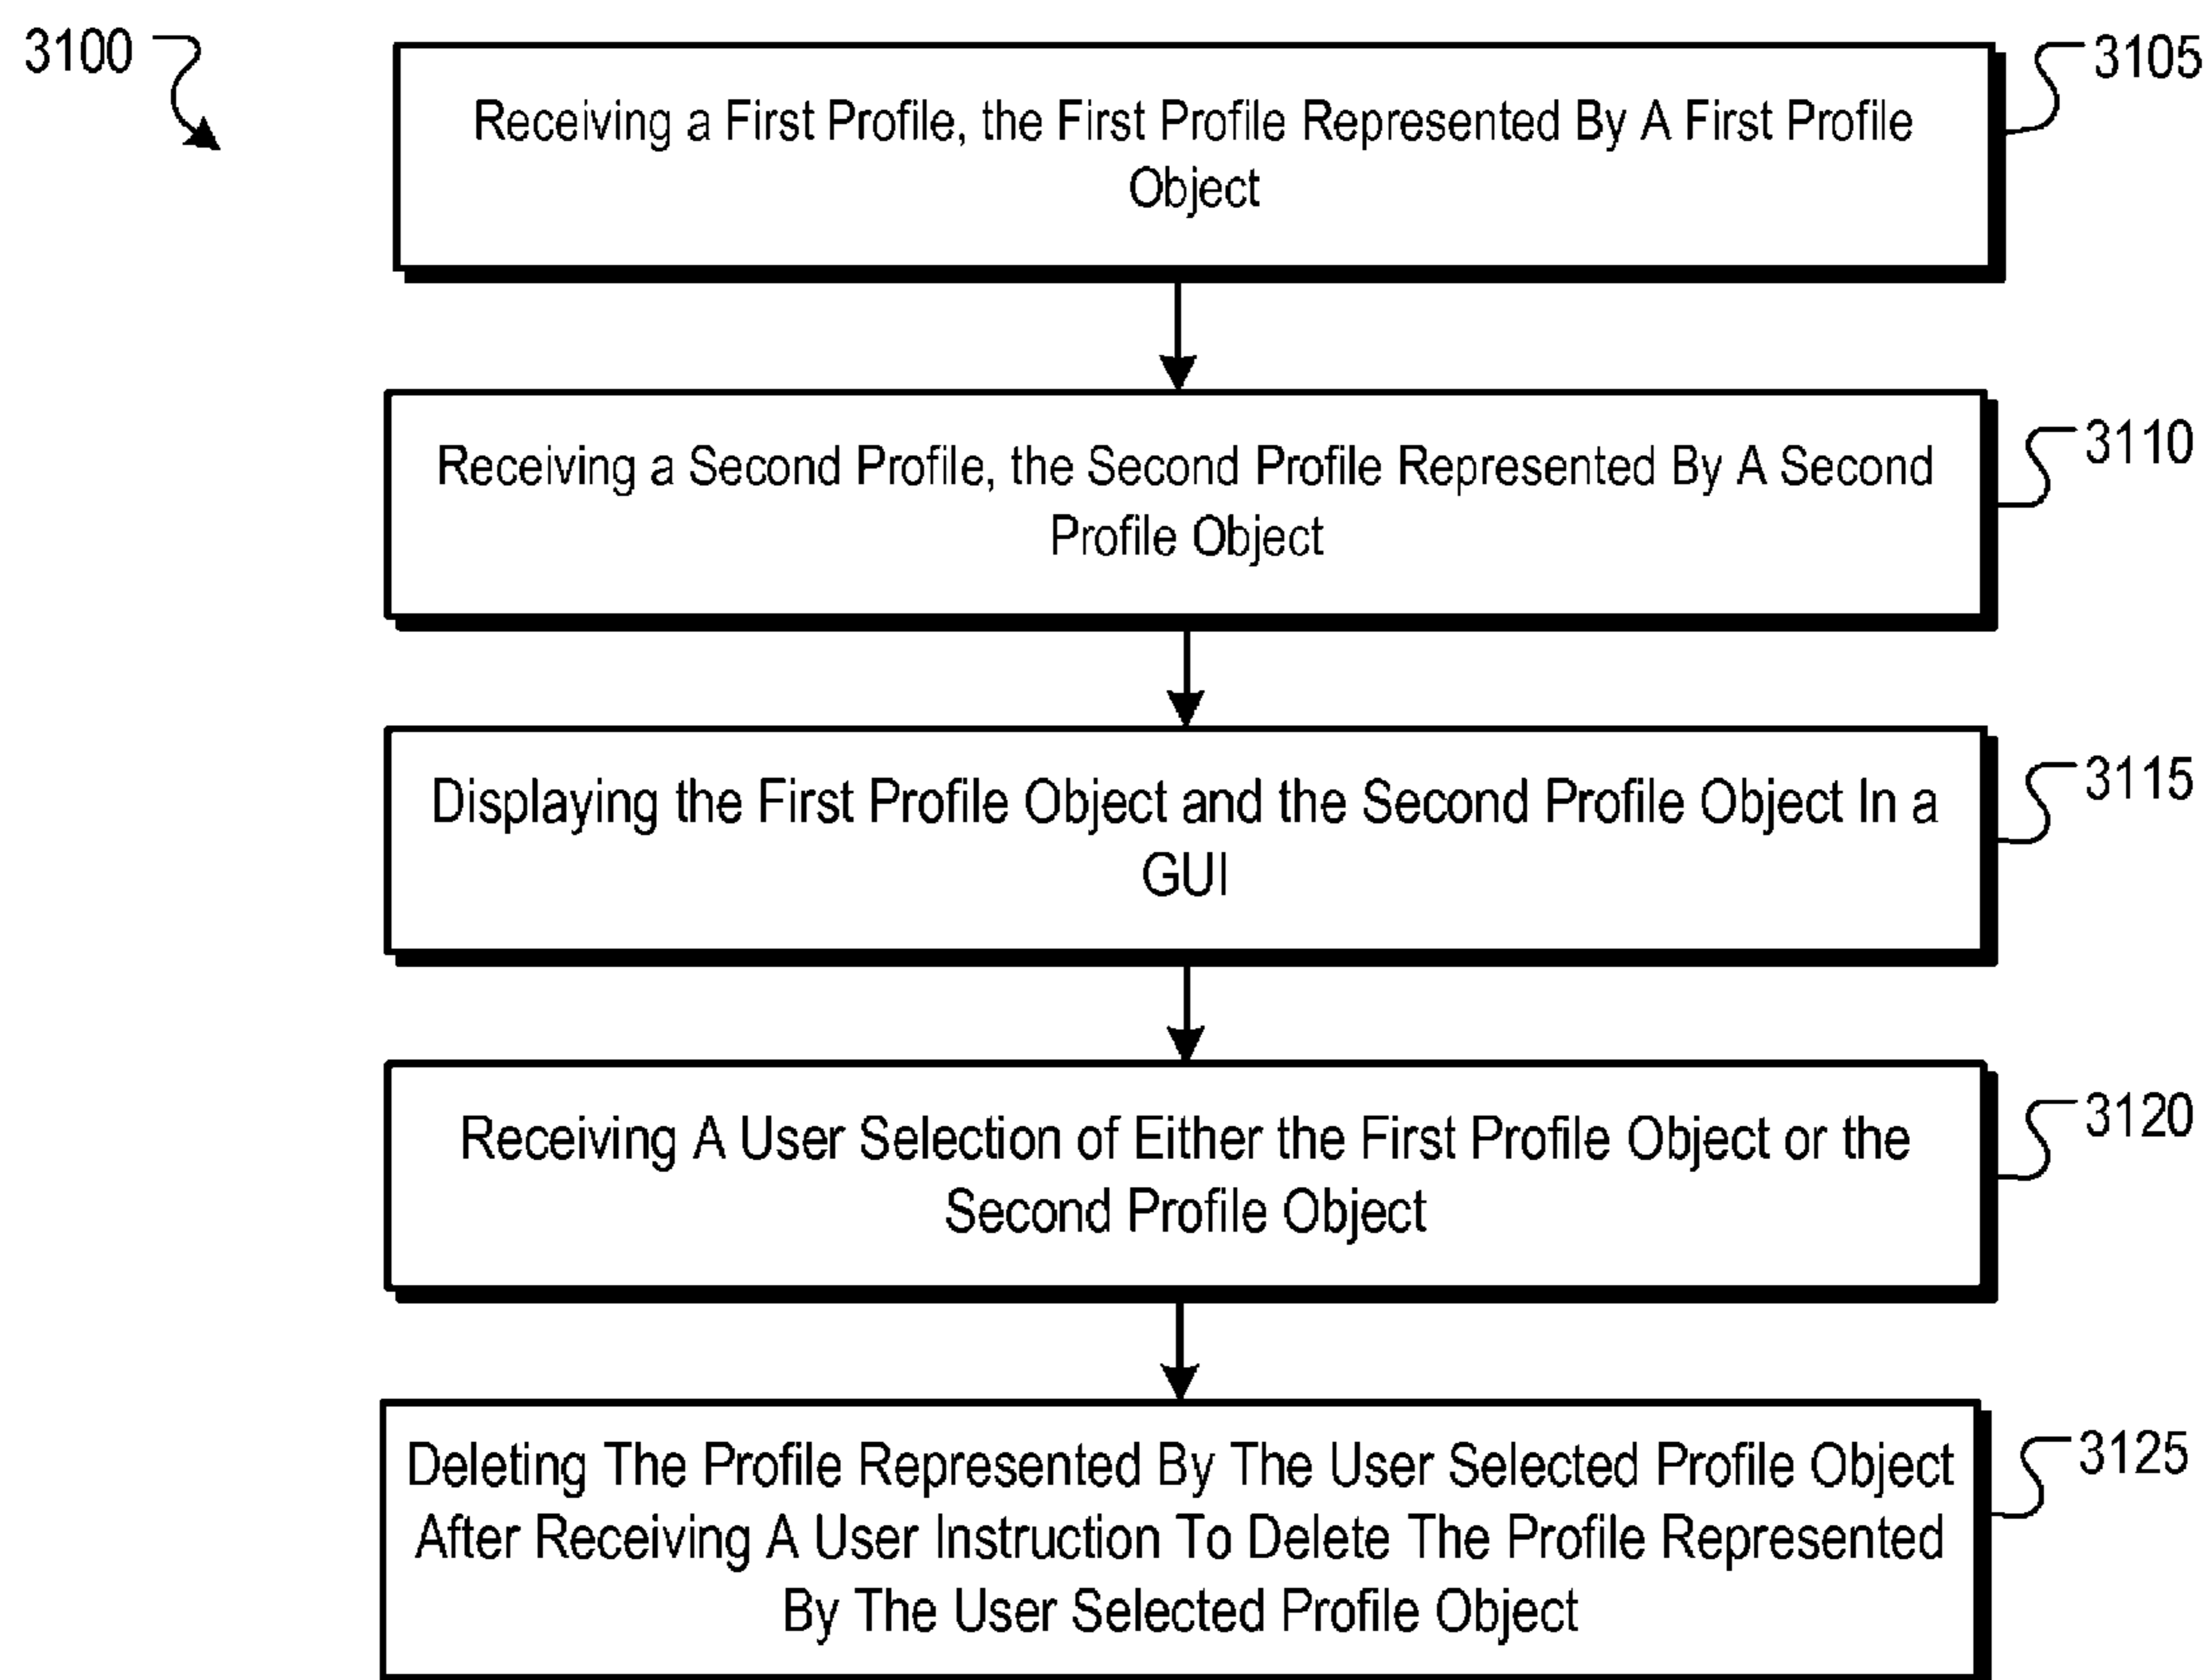 3100
3105
Receiving a First Profile, the First Profile Represented By A First Profile
Object
3110
Receiving a Second Profile, the Second Profile Represented By A Second
Profile Object
3115
Displaying the First Profile Object and the Second Profile Object In a
GUI
3120
Receiving A User Selection of Either the First Profile Object or the
Second Profile Object
3125
Deleting The Profile Represented By The User Selected Profile Object
After Receiving A User Instruction To Delete The Profile Represented
By The User Selected Profile Object